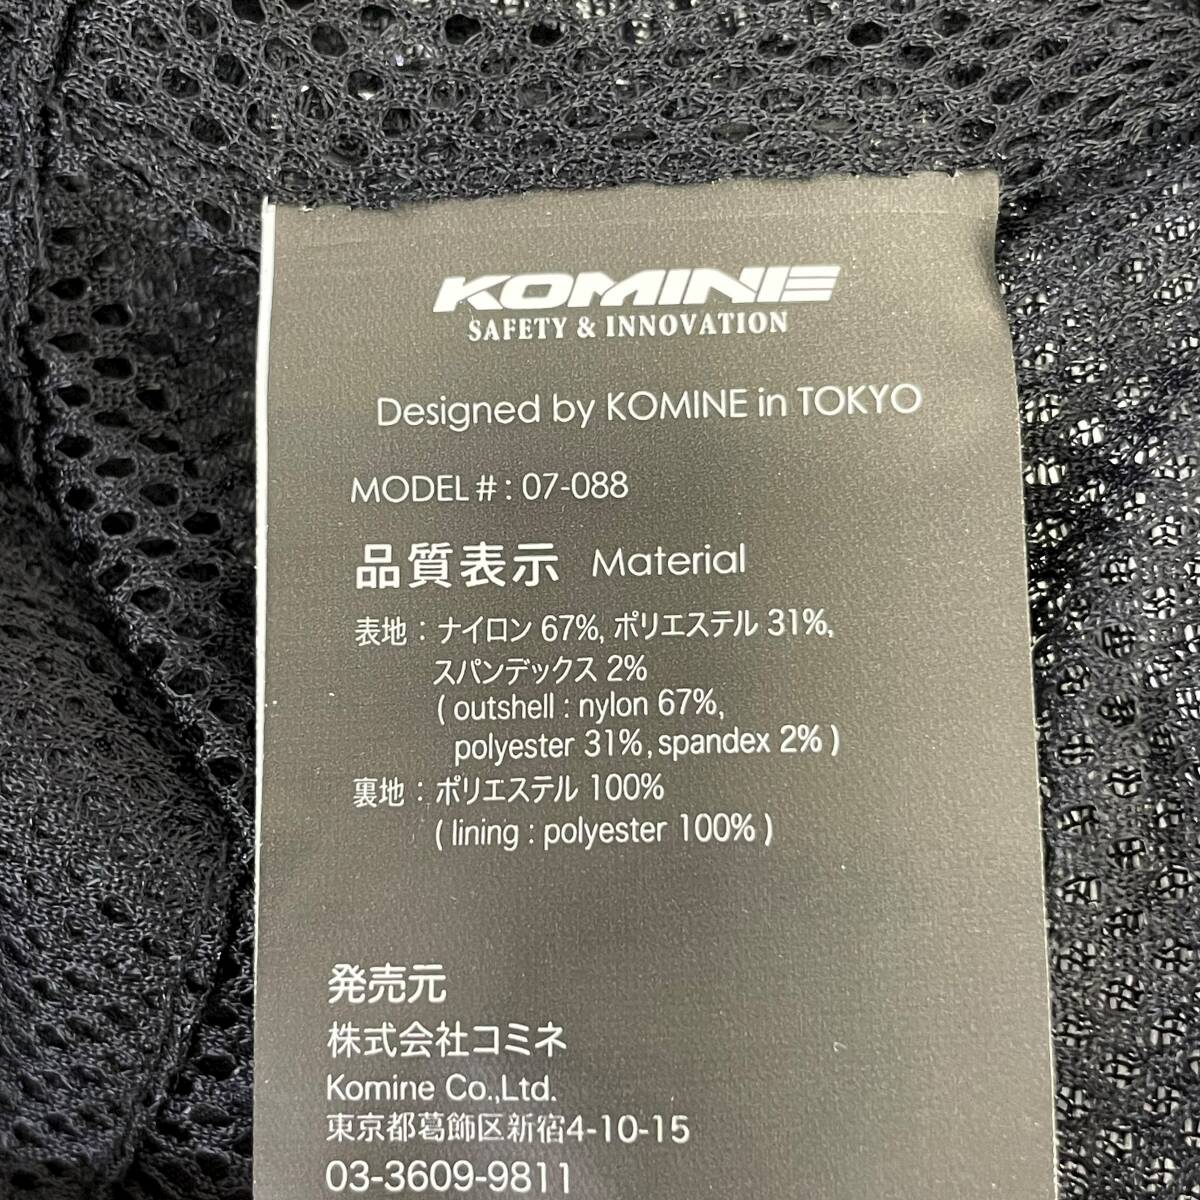 KOMINE
SAFETY & INNOVATION
Designed by KOMINE in TOKYO
MODEL # : 07-088
品質表示 Material
表地 : ナイロン 67%, ポリエステル 31%,
スパンデックス 2%
( outshell : nylon 67%,
polyester 31%, spandex 2% )
裏地 : ポリエステル 100%
( lining : polyester 100% )
発売元
株式会社コミネ
Komine Co.,Ltd.
東京都葛飾区新宿4-10-15
03-3609-9811